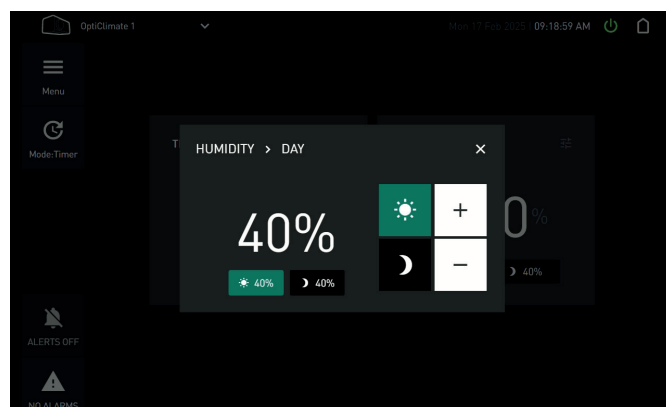 OptiClimate 1
Mon 17 Feb 2025 | 09:18:59 AM
Menu
Mode:Timer
T
HUMIDITY > DAY
40%
+
−
40%
40%
0%
40%
ALERTS OFF
NO ALARMS